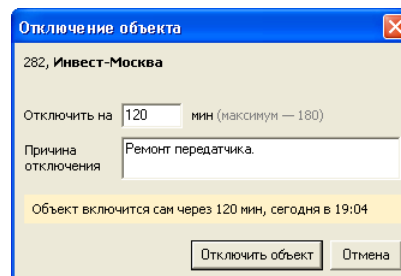 Отключение объекта
282, Инвест-Москва
Отключить на 120 мин (максимум — 180)
Причина отключения Ремонт передатчика.
Объект включится сам через 120 мин, сегодня в 19:04
Отключить объект Отмена